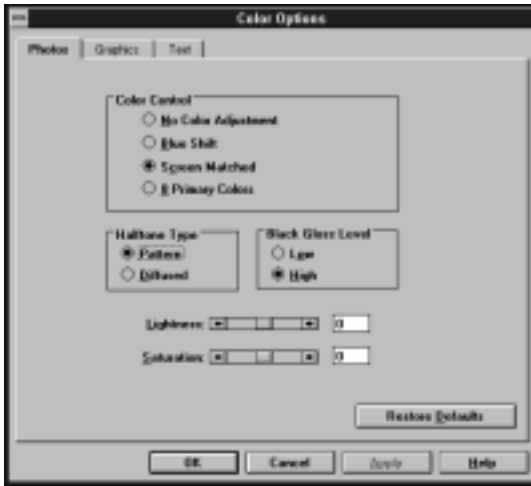 Color Options
Photos Graphics Text
Color Control
No Color Adjustment
Blue Shift
Screen Matched
8 Primary Colors
Halftone Type
Pattern
Diffused
Black Gloss Level
Low
High
Lightness: 0
Saturation: 0
Restore Defaults
OK Cancel Apply Help